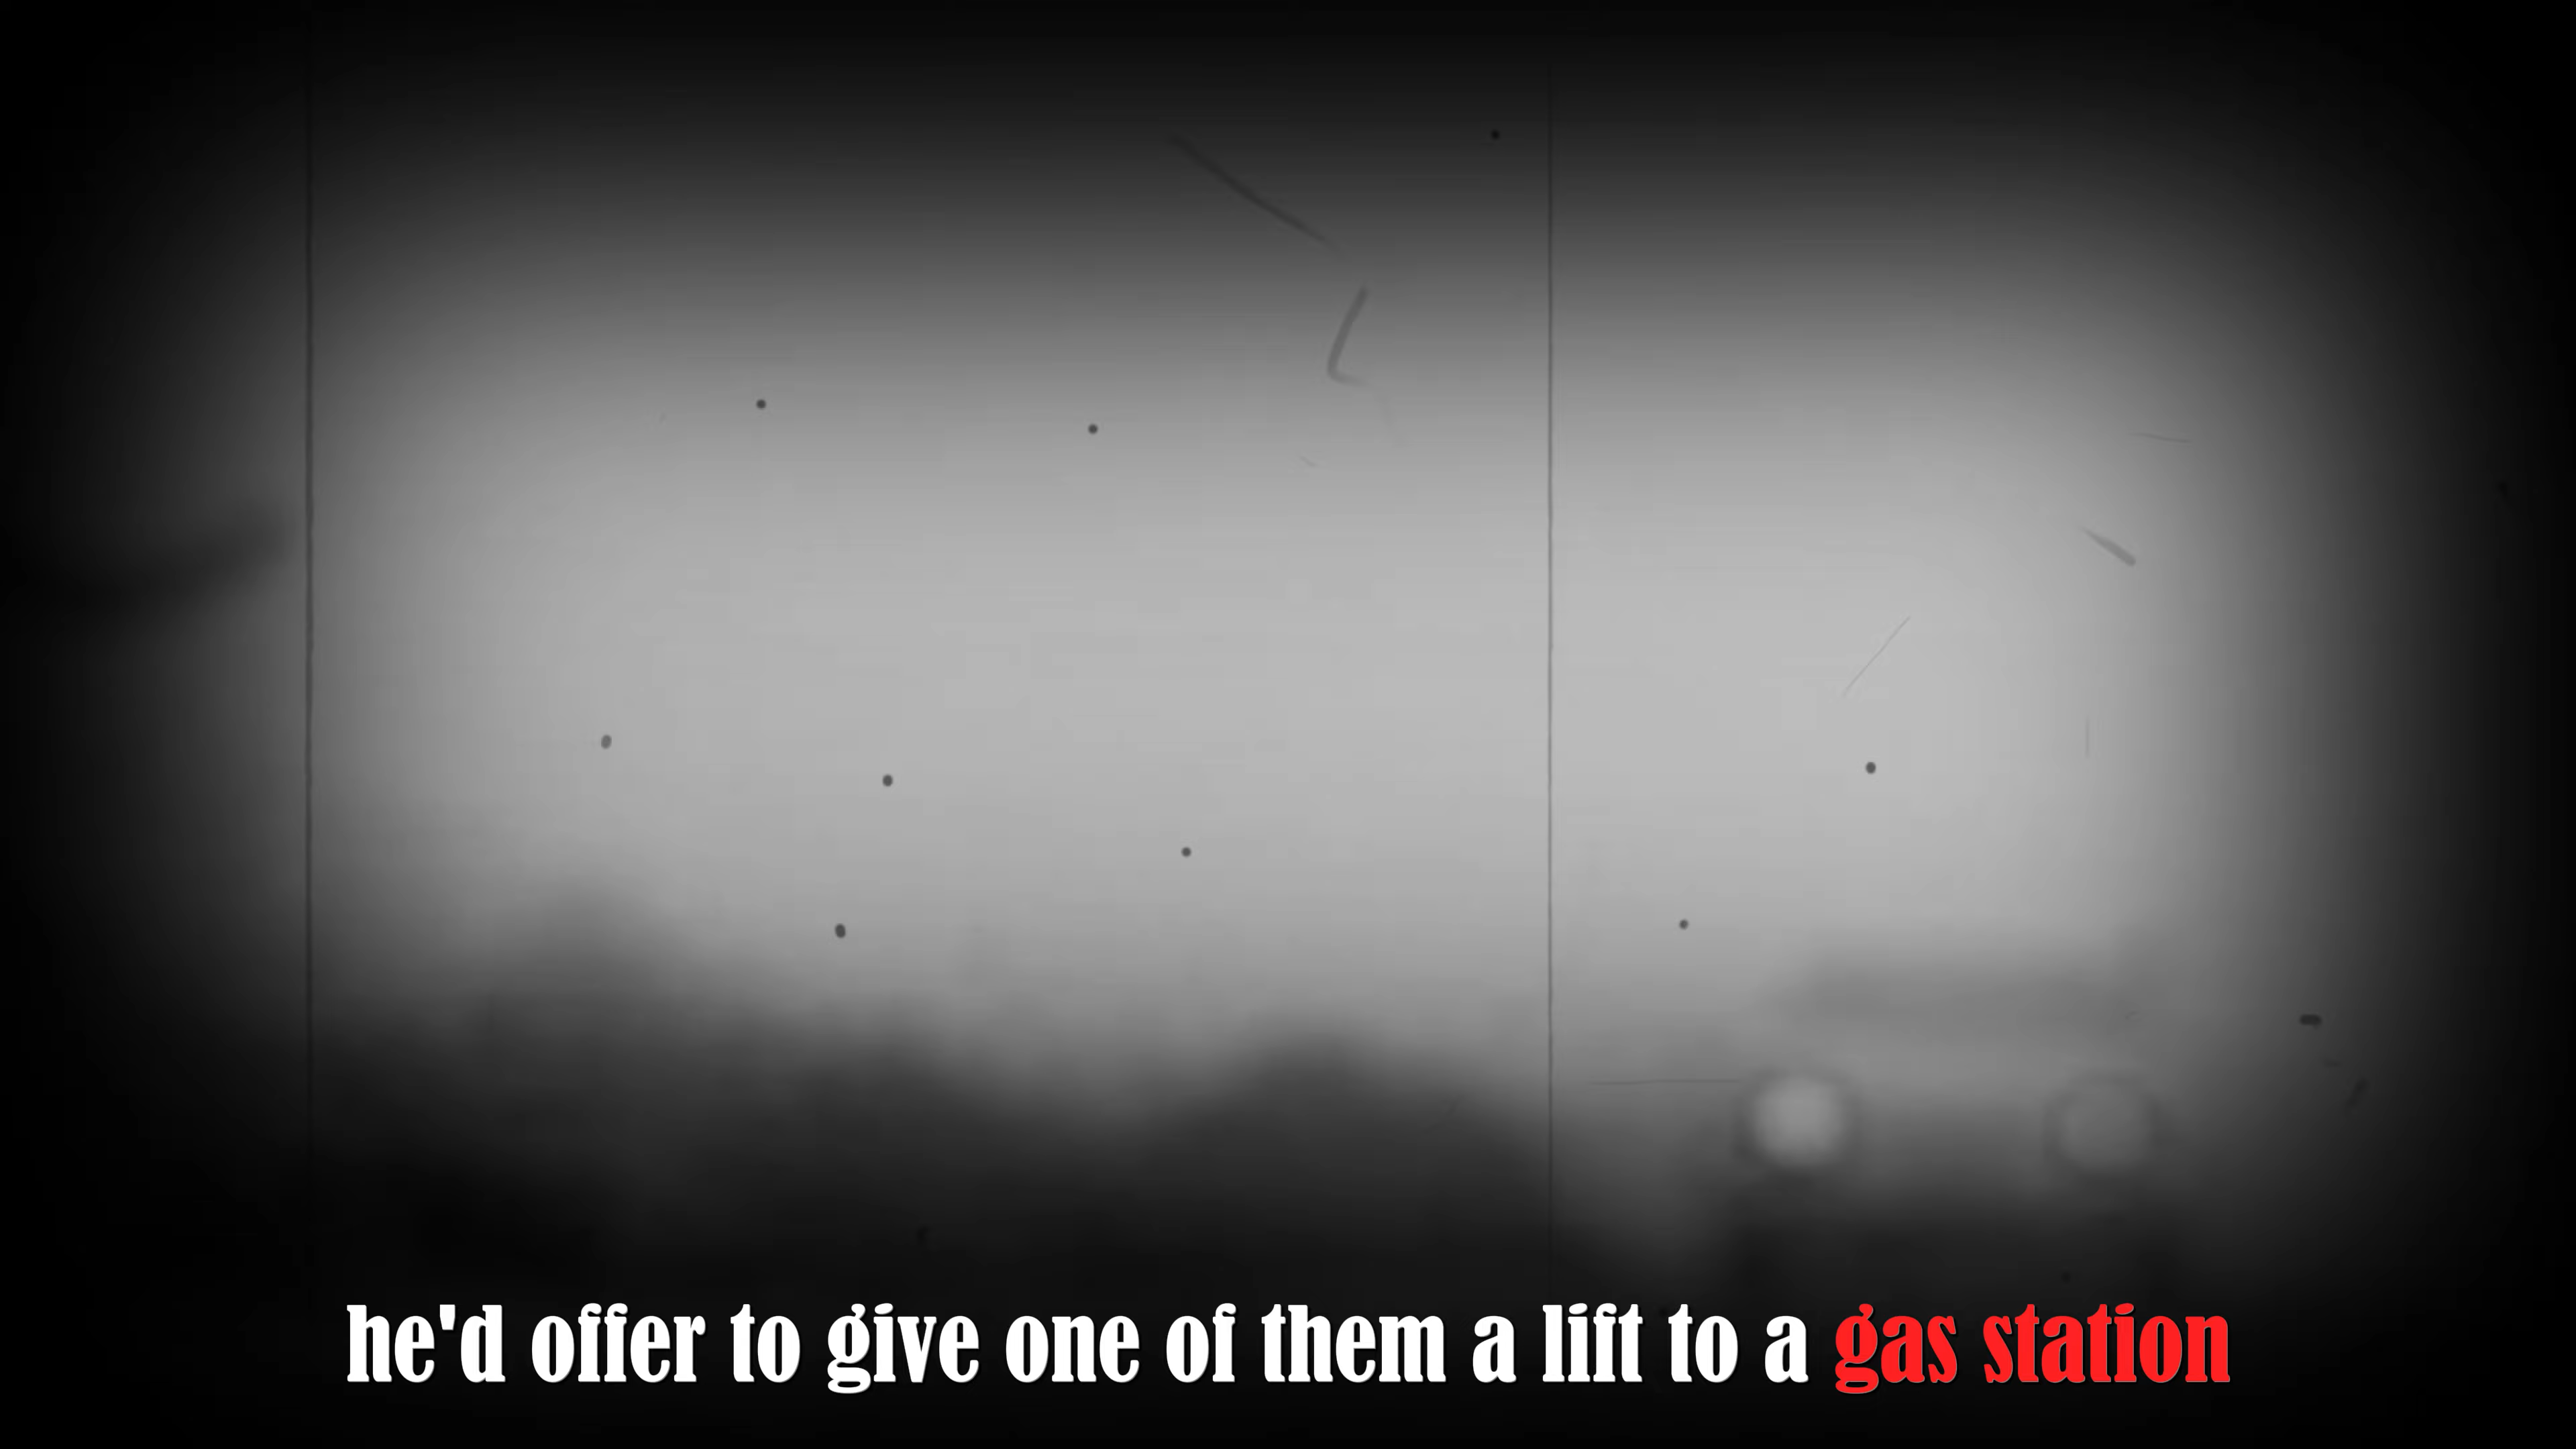 he'd offer to give one of them a lift to a gas station